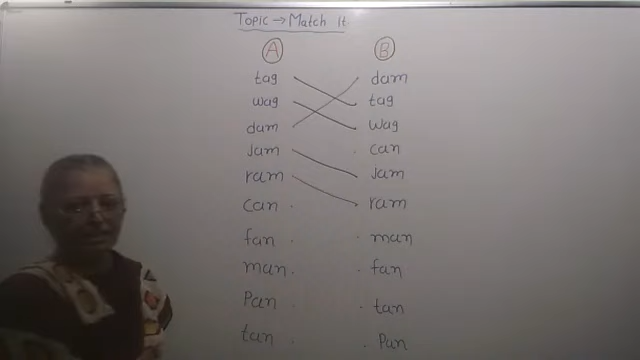 Topic → Match it
A B
tag dam
wag tag
dam wag
Jam can
ram Jam
can ram
fan man
man fan
Pan tan
tan Pan